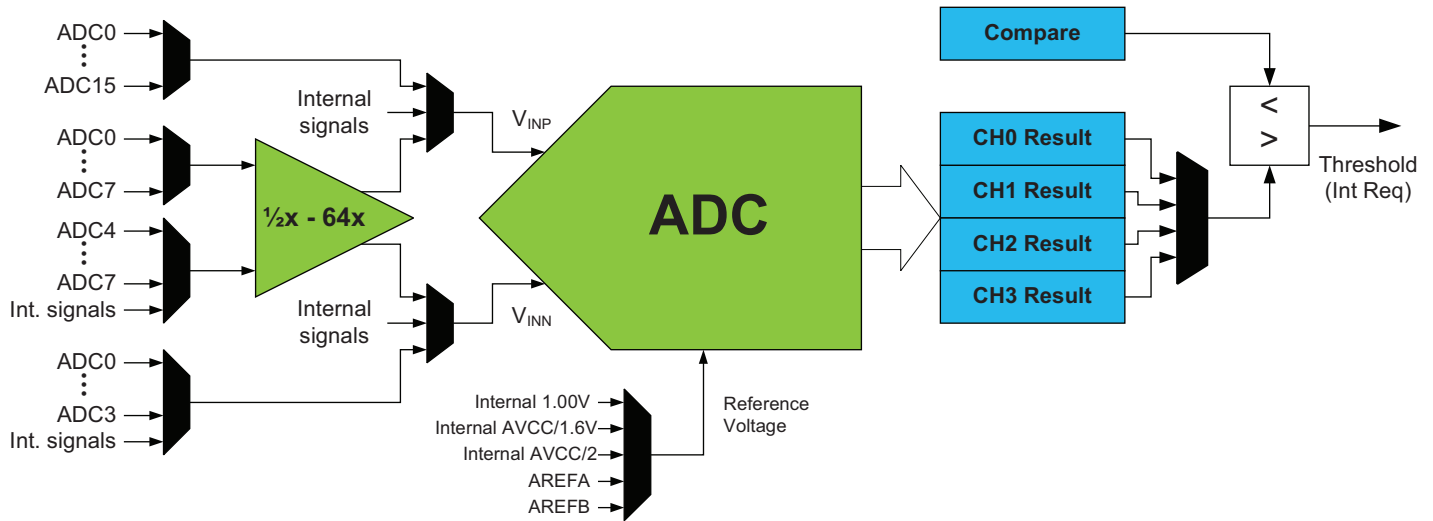 ADC0
ADC15
ADC0
ADC7
ADC4
ADC7
Int. signals
ADC0
ADC3
Int. signals
½x - 64x
Internal
signals
Internal
signals
VINP
VINN
ADC
Internal 1.00V
Internal AVCC/1.6V
Internal AVCC/2
AREFA
AREFB
Reference
Voltage
Compare
CH0 Result
CH1 Result
CH2 Result
CH3 Result
<
>
Threshold
(Int Req)